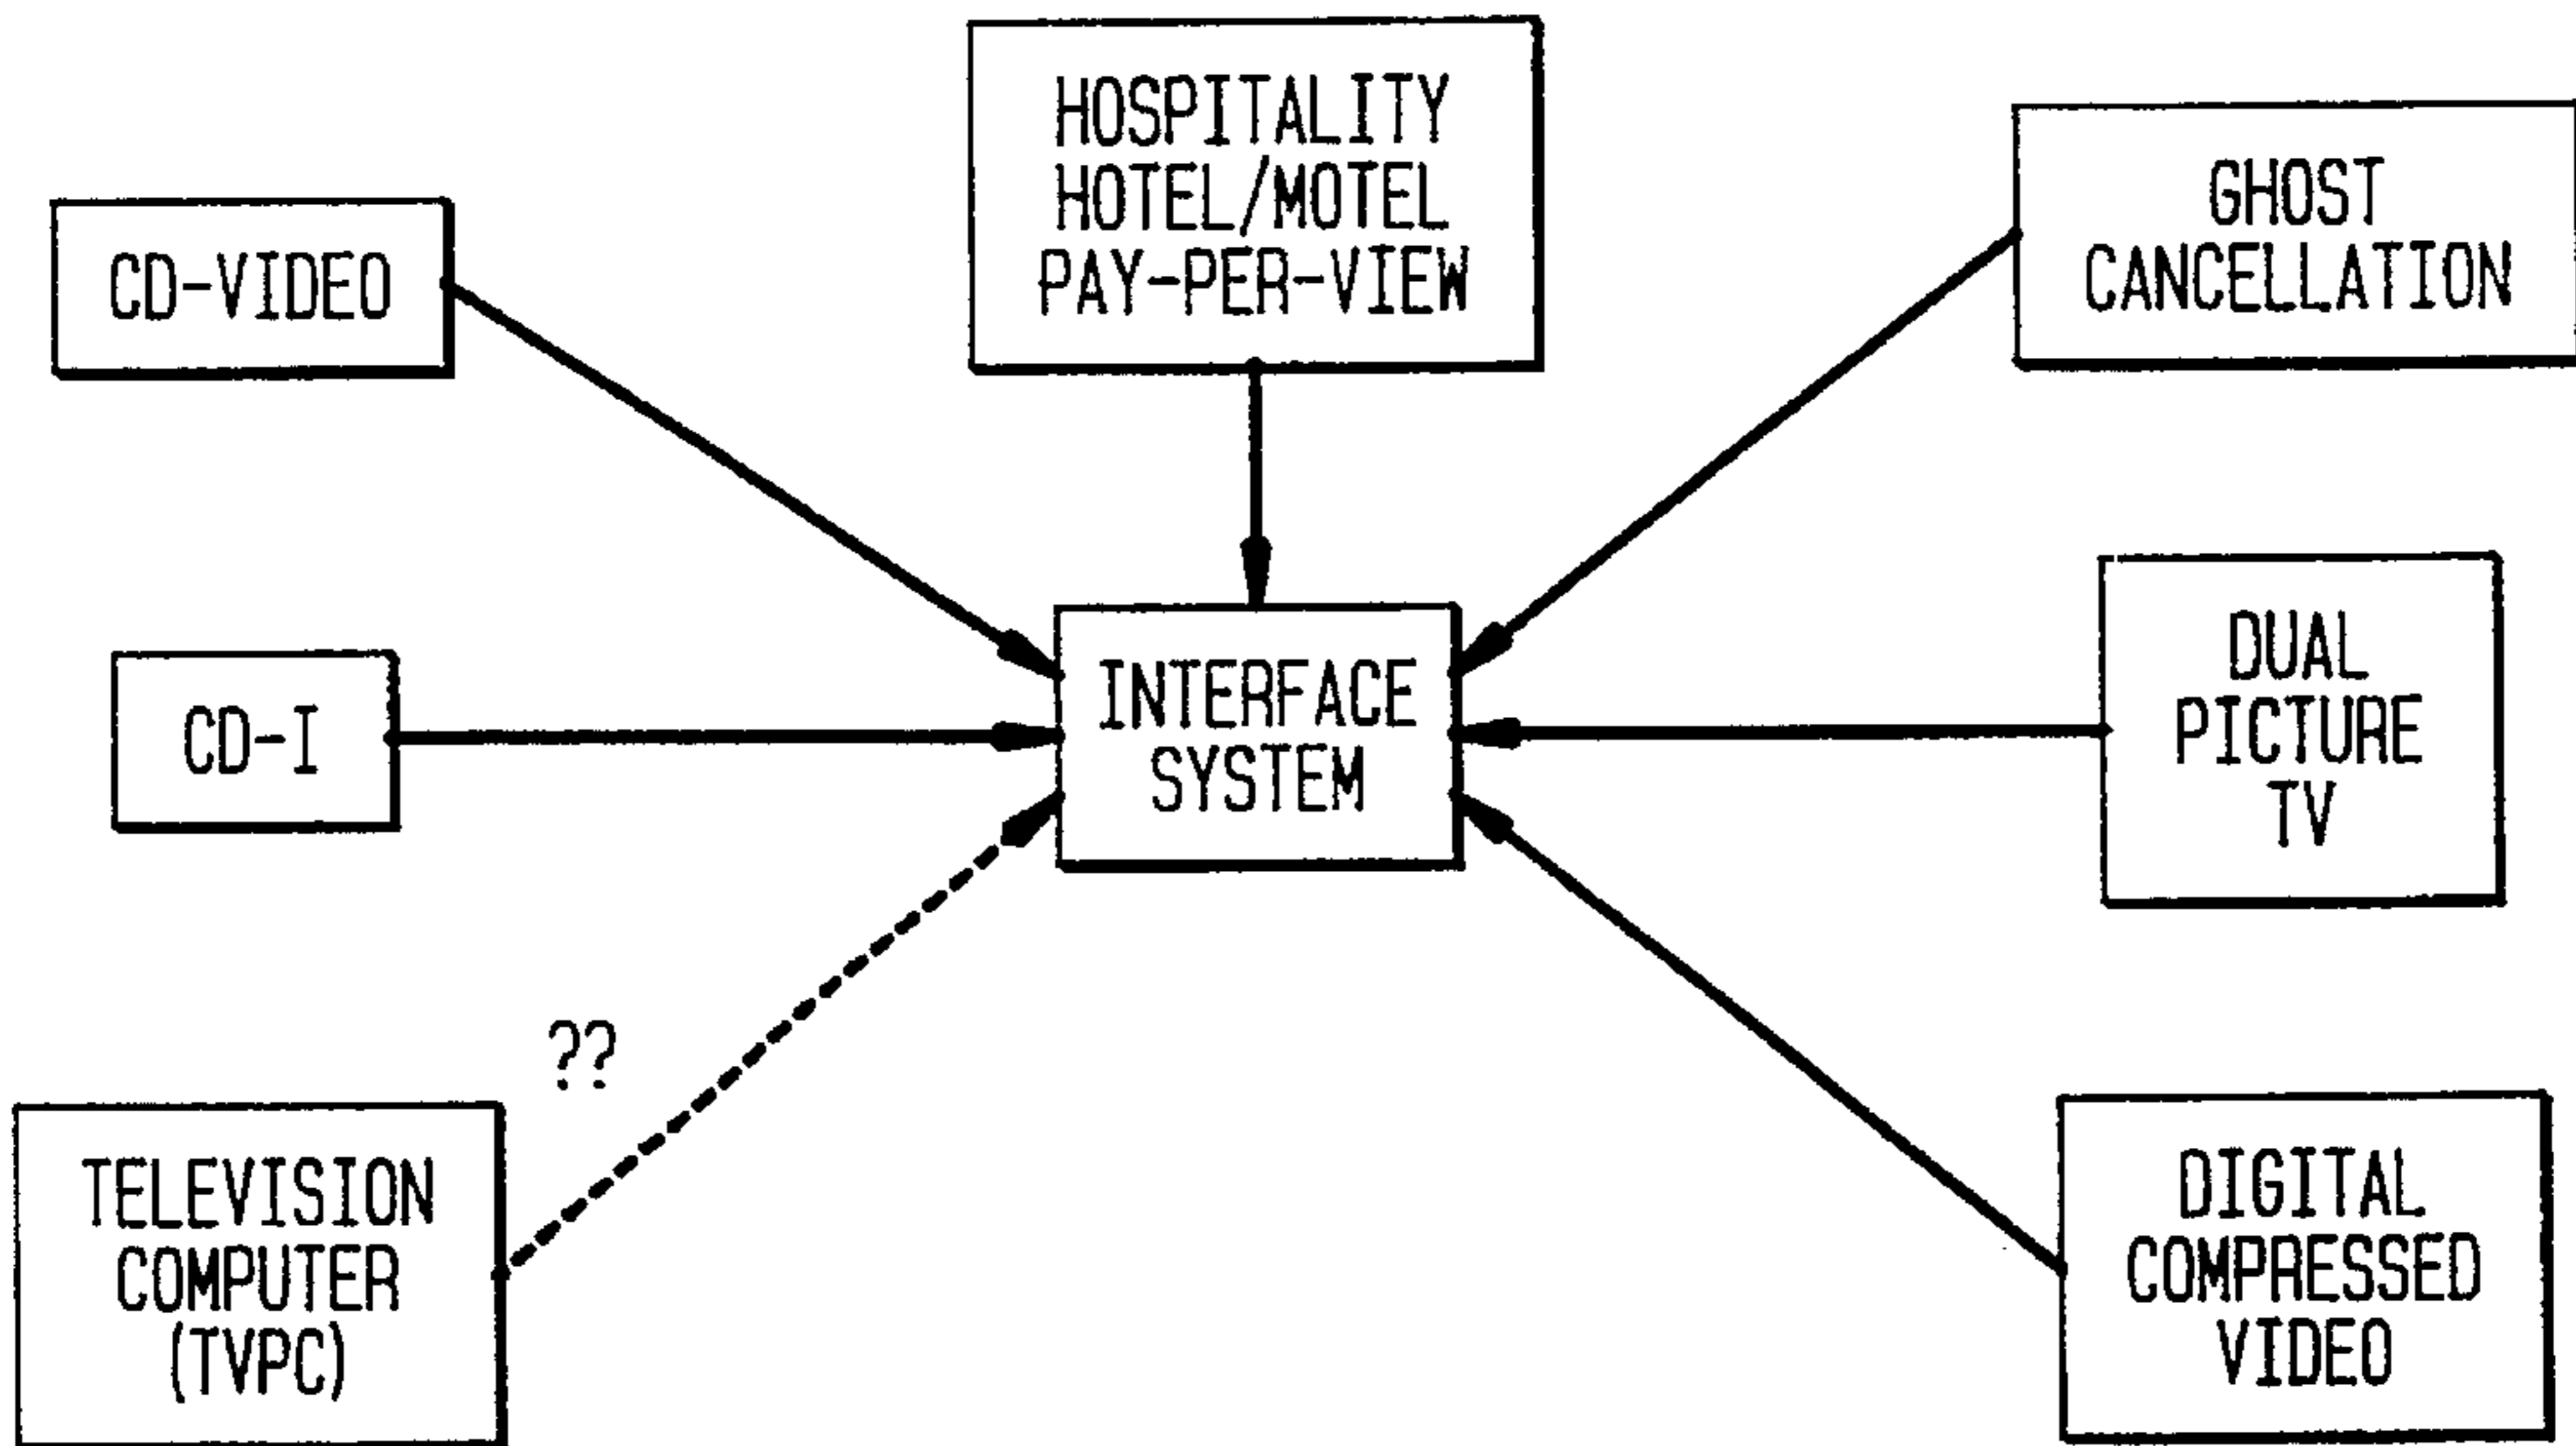 HOSPITALITY
HOTEL/MOTEL
PAY-PER-VIEW
GHOST
CANCELLATION
CD-VIDEO
INTERFACE
SYSTEM
DUAL
PICTURE
TV
CD-I
??
TELEVISION
COMPUTER
(TVPC)
DIGITAL
COMPRESSED
VIDEO